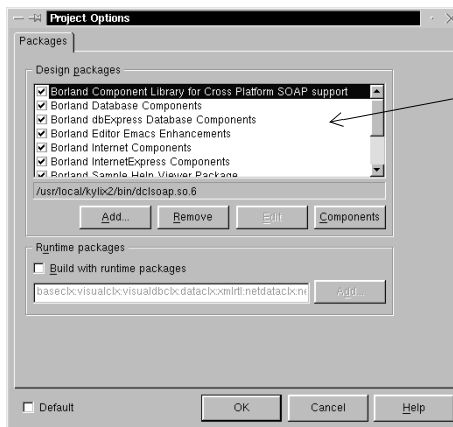 Project Options
Packages
Design packages
Borland Component Library for Cross Platform SOAP support
Borland Database Components
Borland dbExpress Database Components
Borland Editor Emacs Enhancements
Borland Internet Components
Borland InternetExpress Components
Borland Sample Help Viewer Package
/usr/local/kylix2/bin/dclsoap.so.6
Add... Remove Edit Components
Runtime packages
Build with runtime packages
baseclx:visualclx:visualdbclx:dataclx:xmlrtl:netdataclx:ne
Add...
Default OK Cancel Help